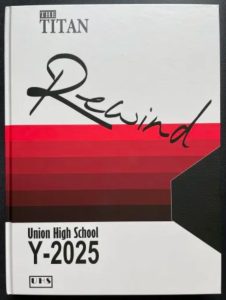 THE
TITAN
Rewind
Union High School
Y-2025
UHS